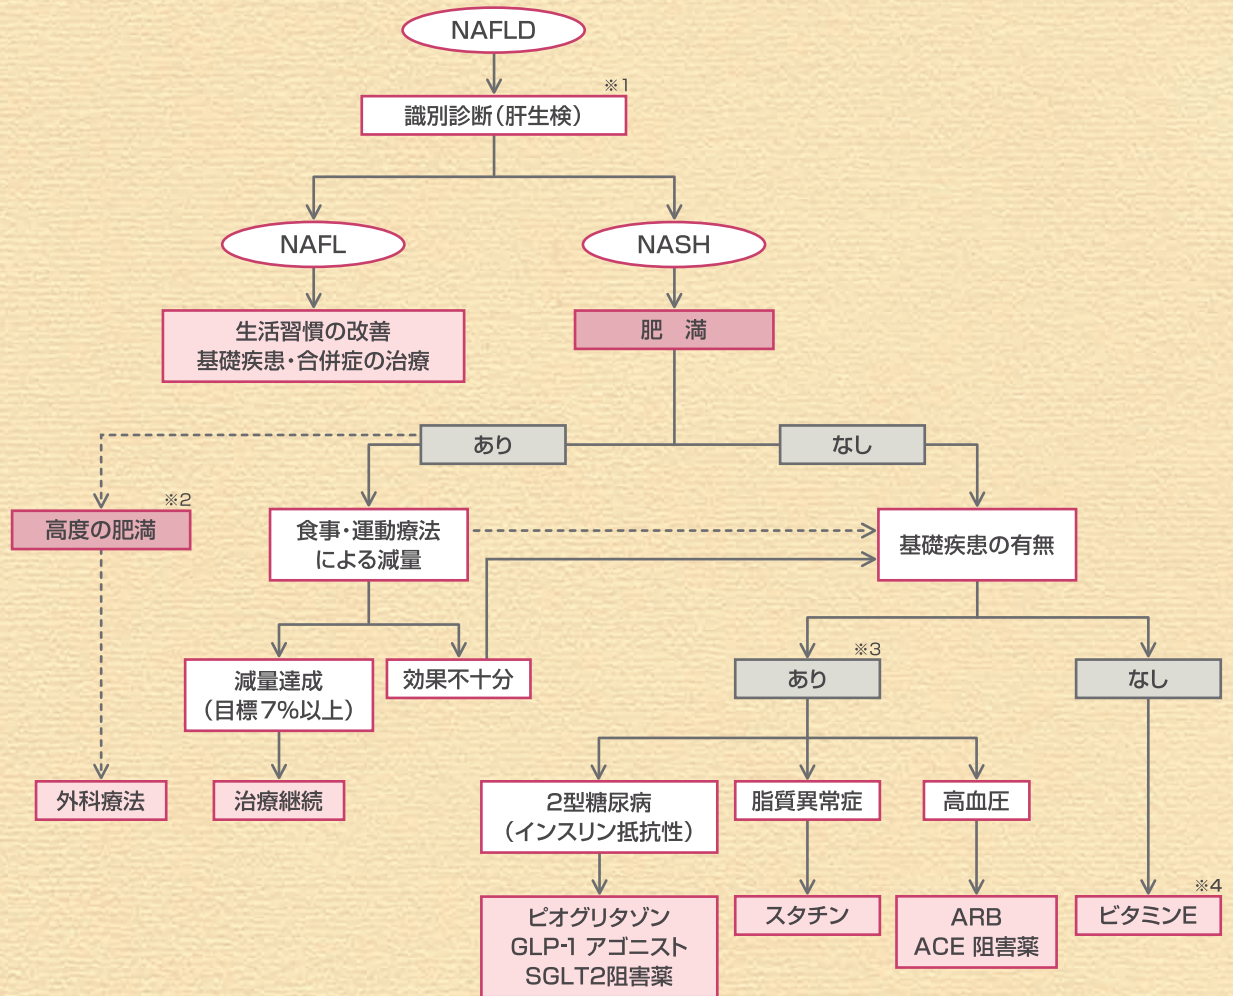 NAFLD
※1
識別診断（肝生検）
NAFL
NASH
生活習慣の改善
基礎疾患・合併症の治療
肥　満
あり
なし
※2
高度の肥満
食事・運動療法
による減量
基礎疾患の有無
減量達成
（目標7％以上）
効果不十分
※3
あり
なし
外科療法
治療継続
2型糖尿病
（インスリン抵抗性）
脂質異常症
高血圧
ピオグリタゾン
GLP-1 アゴニスト
SGLT2阻害薬
スタチン
ARB
ACE 阻害薬
※4
ビタミンE